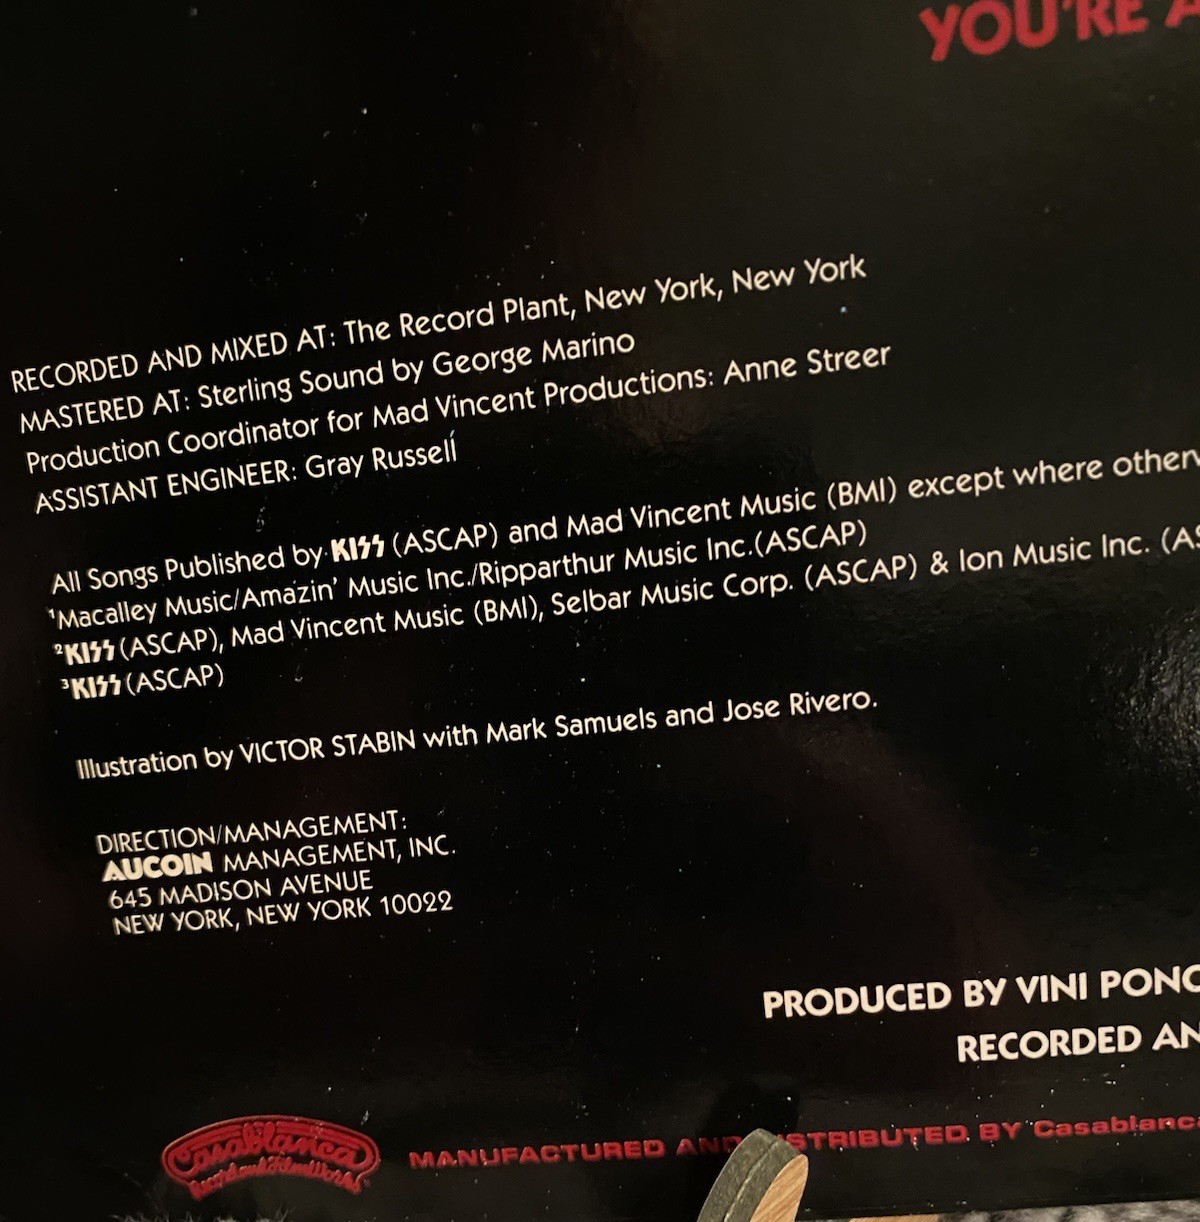 YOU'RE A
RECORDED AND MIXED AT: The Record Plant, New York, New York
MASTERED AT: Sterling Sound by George Marino
Production Coordinator for Mad Vincent Productions: Anne Streer
ASSISTANT ENGINEER: Gray Russell
All Songs Published by KISS (ASCAP) and Mad Vincent Music (BMI) except where other
¹Macalley Music/Amazin' Music Inc./Ripparthur Music Inc.(ASCAP)
²KISS (ASCAP), Mad Vincent Music (BMI), Selbar Music Corp. (ASCAP) & Ion Music Inc. (AS
³KISS (ASCAP)
Illustration by VICTOR STABIN with Mark Samuels and Jose Rivero.
DIRECTION/MANAGEMENT:
AUCOIN MANAGEMENT, INC.
645 MADISON AVENUE
NEW YORK, NEW YORK 10022
PRODUCED BY VINI PONC
RECORDED AN
Casablanca
Record and FilmWorks
MANUFACTURED AND DISTRIBUTED BY Casablanca